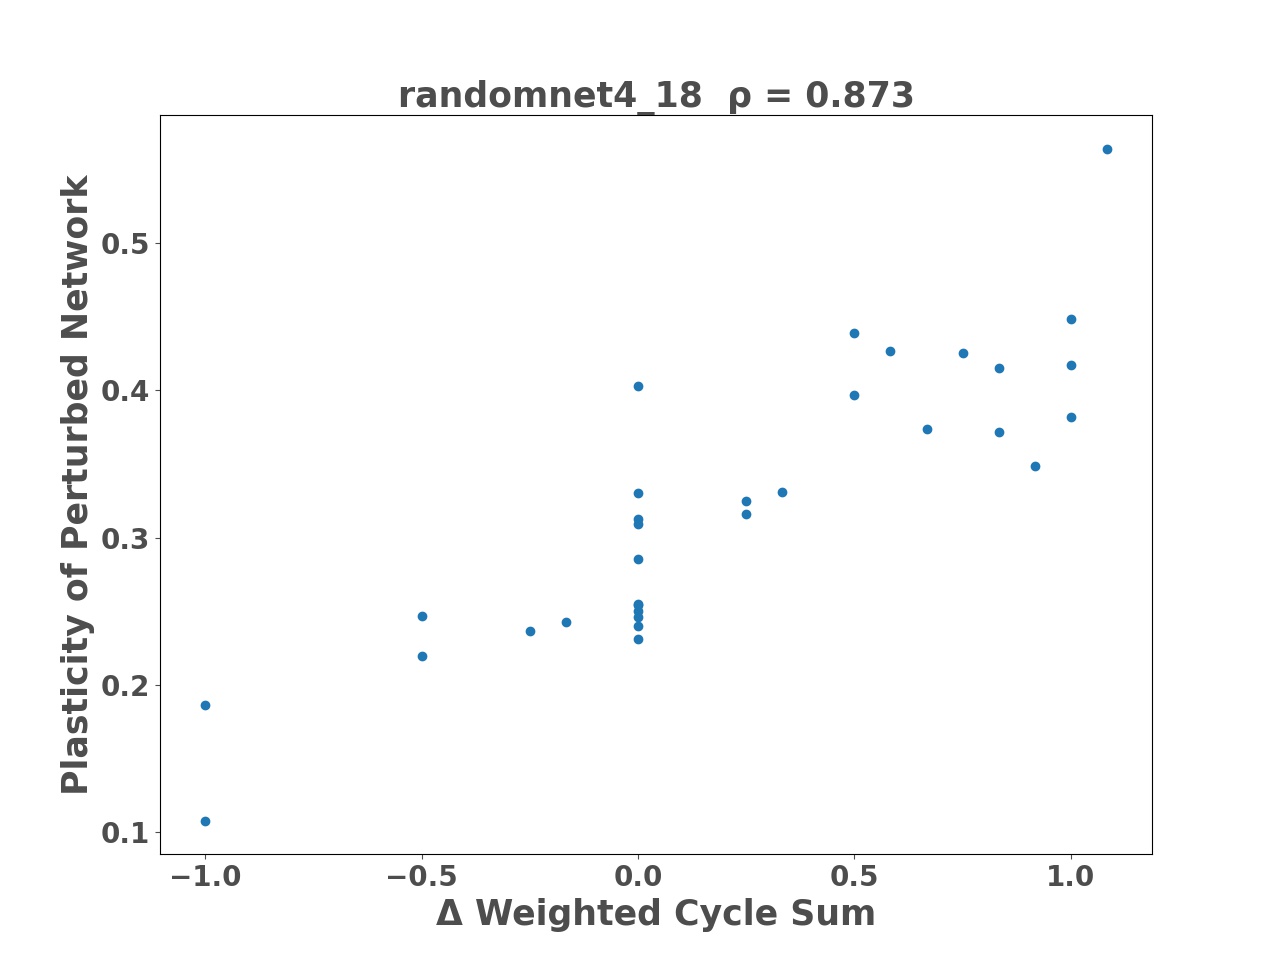 randomnet4_18 ρ = 0.873
Plasticity of Perturbed Network
0.5
0.4
0.3
0.2
0.1
−1.0 −0.5 0.0 0.5 1.0
Δ Weighted Cycle Sum